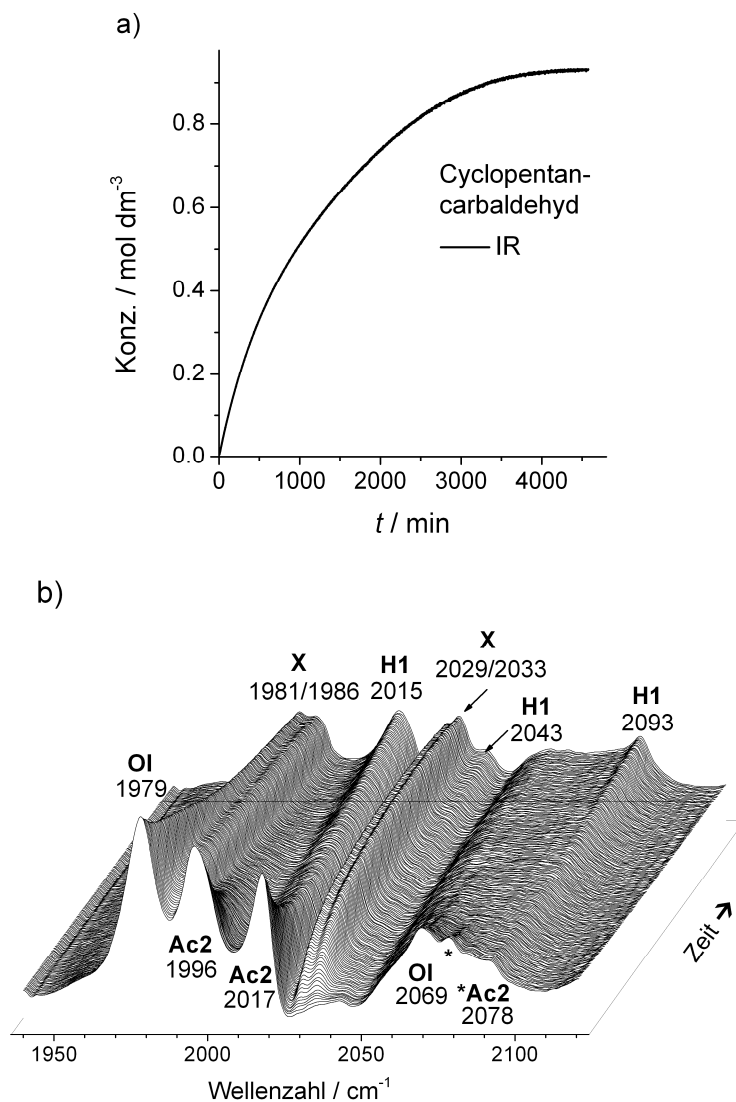 a)
0.8
0.6
0.4
0.2
0.0
Konz. / mol dm⁻³
Cyclopentan-
carbaldehyd
IR
0 1000 2000 3000 4000
t / min
b)
X
1981/1986
H1
2015
X
2029/2033
H1
2043
H1
2093
Ol
1979
Ac2
1996
Ac2
2017
Ol
2069
*
*Ac2
2078
Zeit ➔
1950 2000 2050 2100
Wellenzahl / cm⁻¹